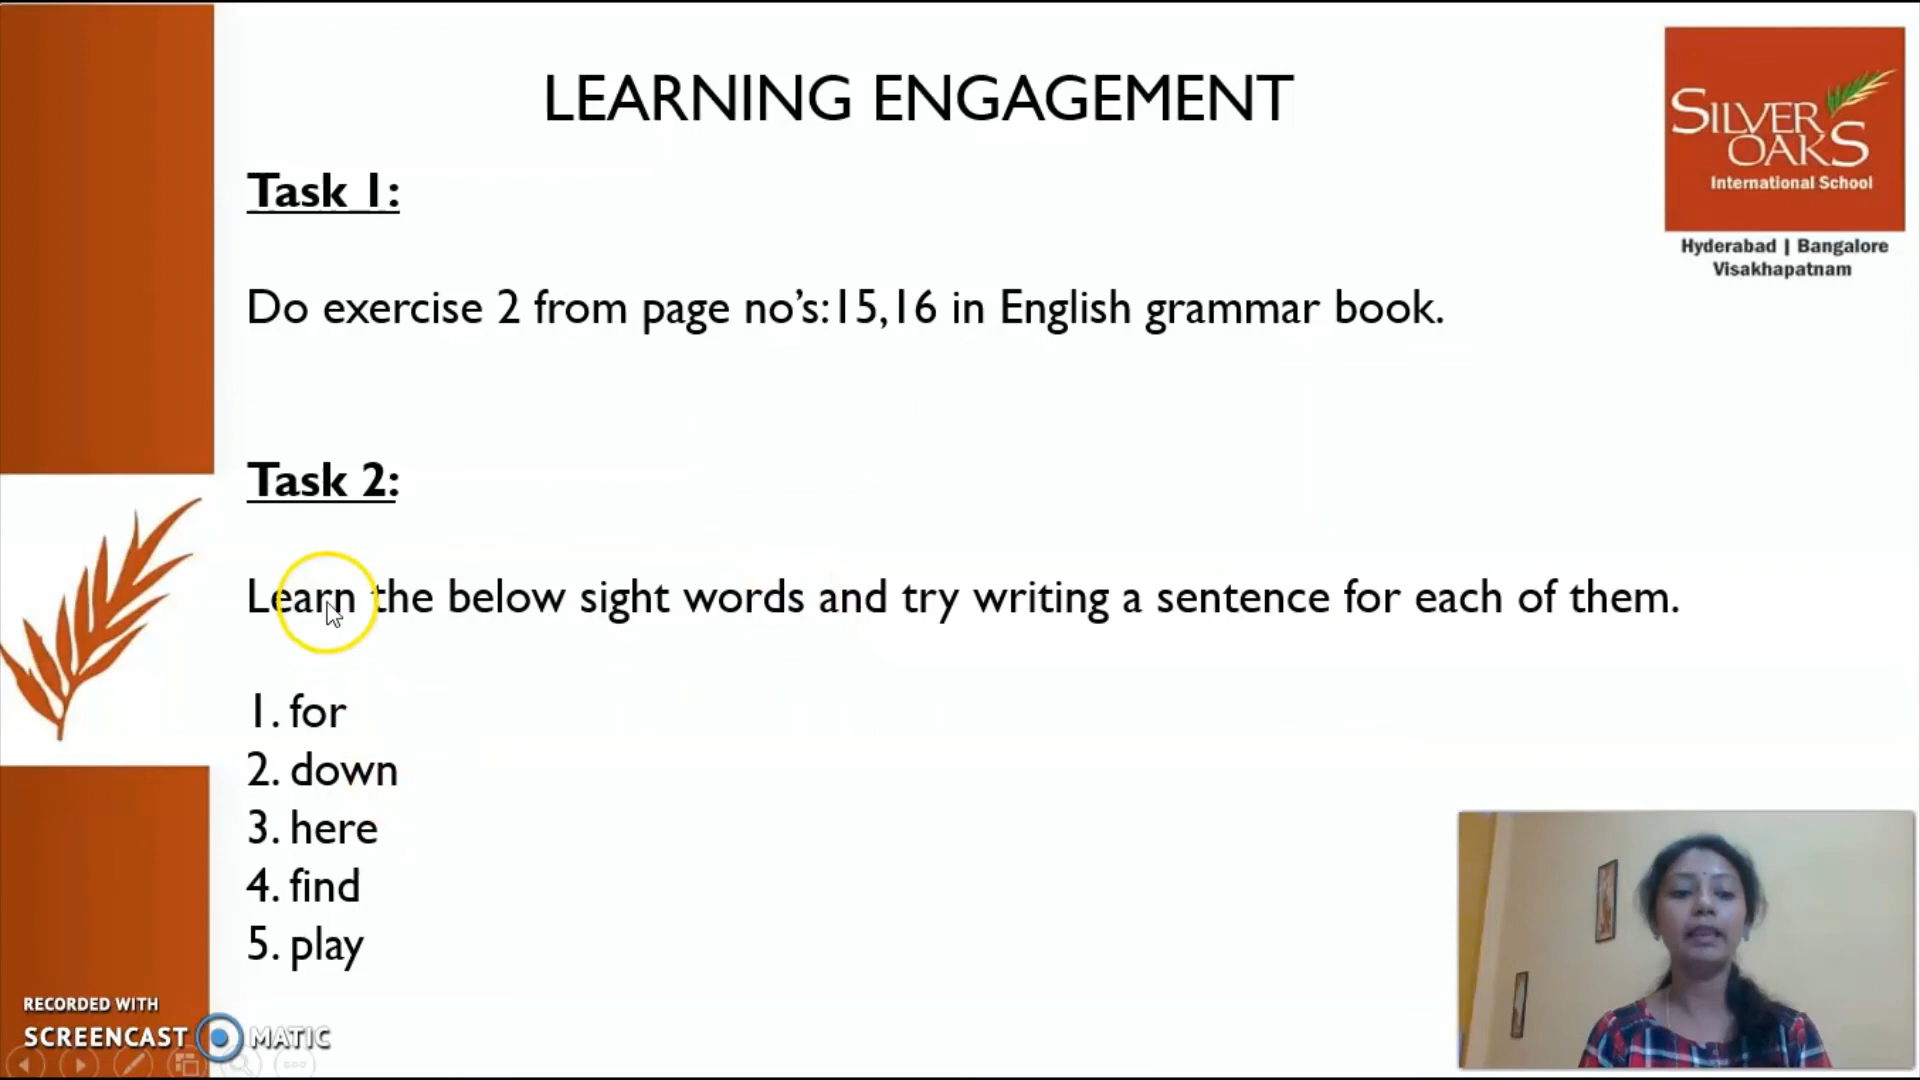 LEARNING ENGAGEMENT
SILVER
OAKS
International School
Hyderabad | Bangalore
Visakhapatnam
Task 1:
Do exercise 2 from page no’s:15,16 in English grammar book.
Task 2:
Learn the below sight words and try writing a sentence for each of them.
1. for
2. down
3. here
4. find
5. play
RECORDED WITH
SCREENCAST MATIC